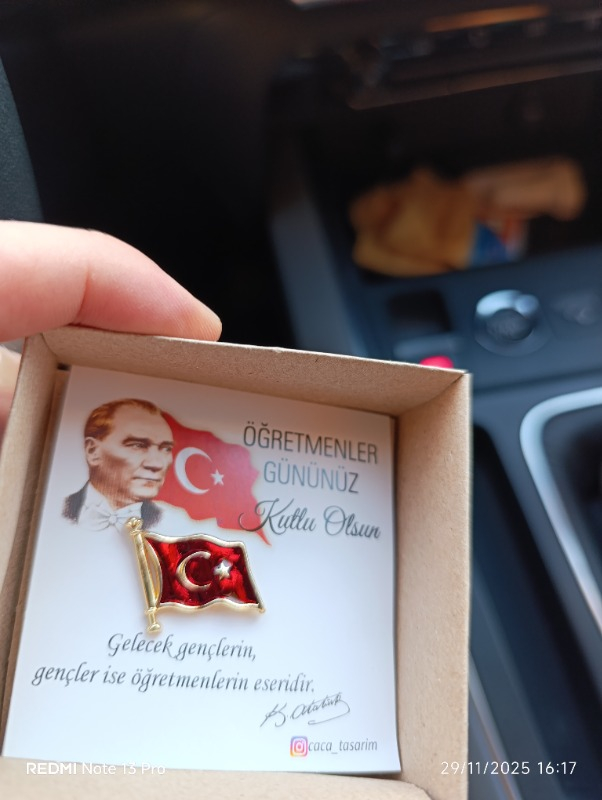 ÖĞRETMENLER
GÜNÜNÜZ
Kutlu Olsun
Gelecek gençlerin,
gençler ise öğretmenlerin eseridir.
K. Atatürk
caca_tasarim
REDMI Note 13 Pro
29/11/2025 16:17